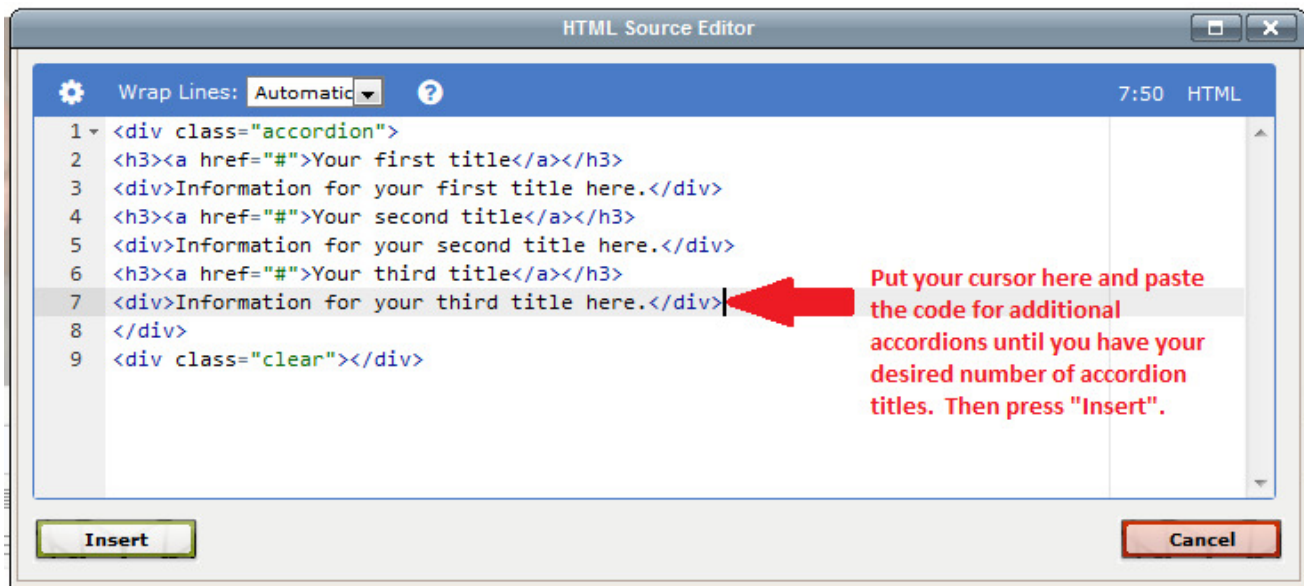 HTML Source Editor
Wrap Lines: Automatic ? 7:50 HTML
1 <div class="accordion">
2 <h3><a href="#">Your first title</a></h3>
3 <div>Information for your first title here.</div>
4 <h3><a href="#">Your second title</a></h3>
5 <div>Information for your second title here.</div>
6 <h3><a href="#">Your third title</a></h3>
7 <div>Information for your third title here.</div>
8 </div>
9 <div class="clear"></div>
Put your cursor here and paste
the code for additional
accordions until you have your
desired number of accordion
titles.  Then press "Insert".
Insert
Cancel